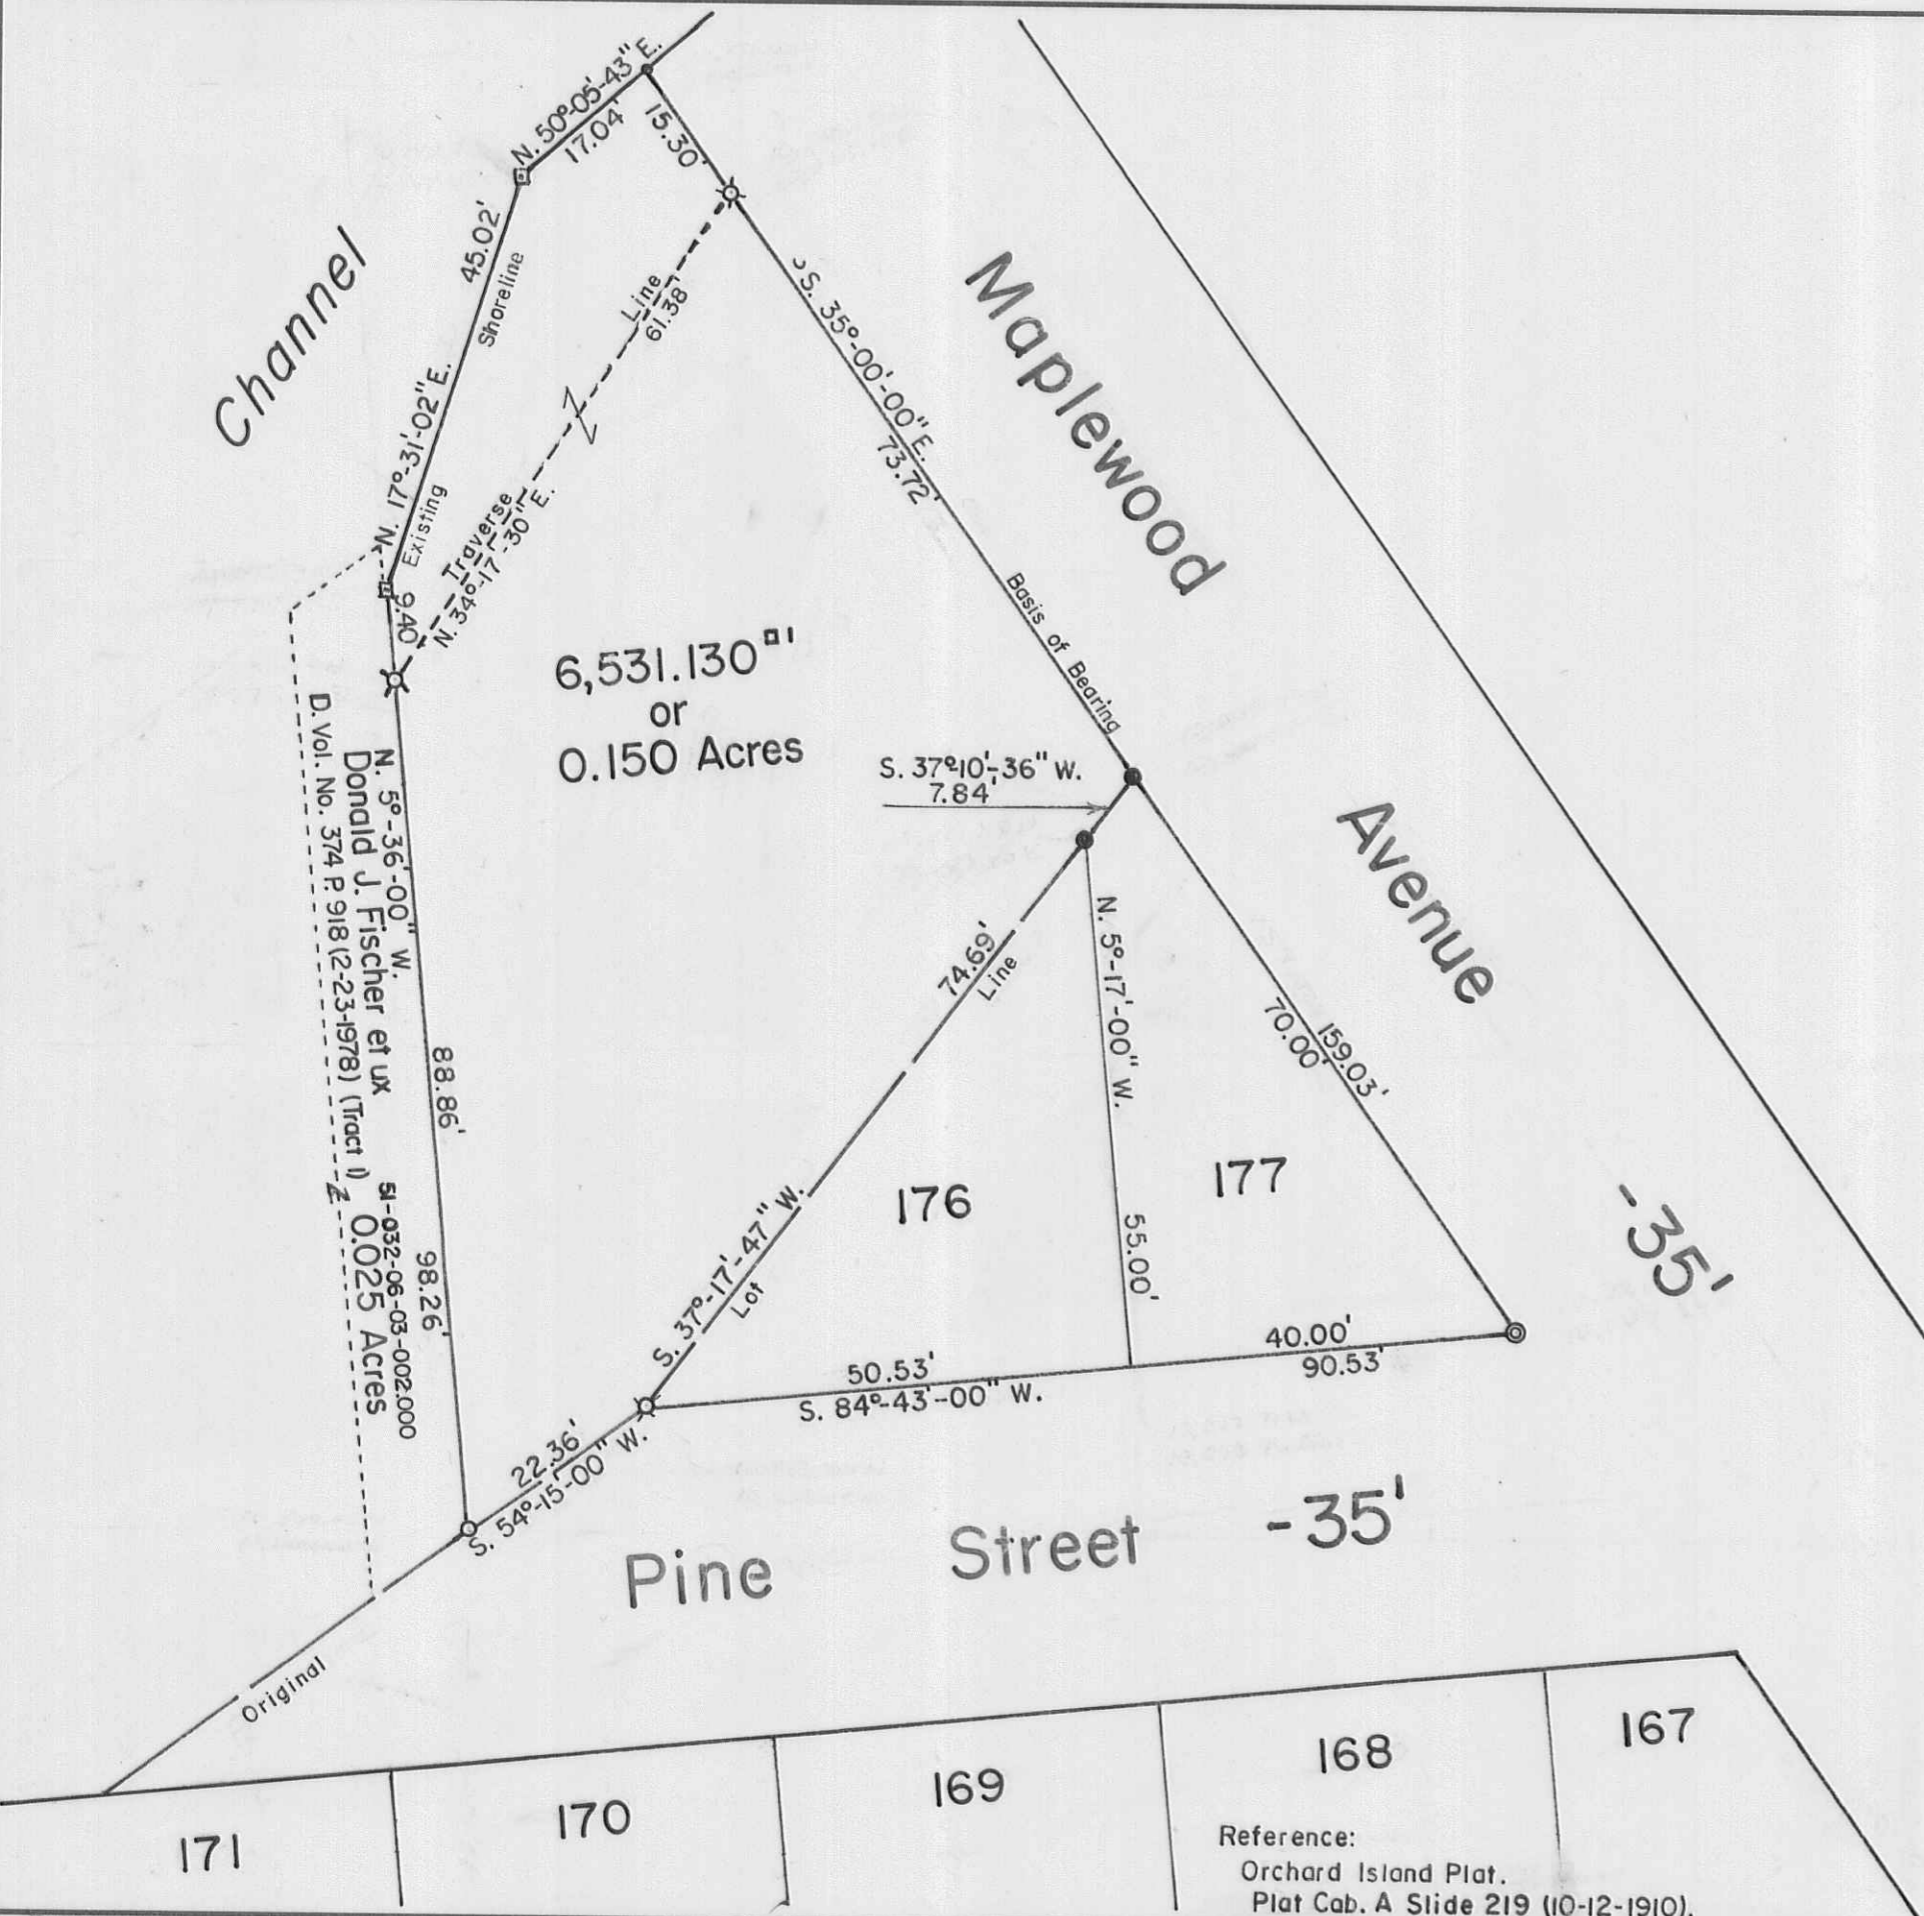 N. 50°-05'-43" E.
17.04'
15.30'
45.02'
Shoreline
Existing
N. 17°-31'-02" E.
Channel
Line
61.38'
Traverse
N. 34°-17'-30" E.
9.40'
S. 35°-00'-00" E.
73.72'
Basis of Bearing
Maplewood
Avenue
-35'
6,531.130
or
0.150 Acres
S. 37°-10'-36" W.
7.84'
N. 5°-36'-00" W.
Donald J. Fischer et ux
D. Vol. No. 374 P. 918 (2-23-1978) (Tract I)
51-032-06-03-002.000
0.025 Acres
88.86'
98.26'
74.69'
Line
S. 37°-17'-47" W.
Lot
N. 5°-17'-00" W.
55.00'
70.00'
159.03'
176
177
50.53'
S. 84°-43'-00" W.
40.00'
90.53'
22.36'
S. 54°-15'-00" W.
Pine Street -35'
Original
171
170
169
168
167
Reference:
Orchard Island Plat.
Plat Cab. A Slide 219 (10-12-1910).